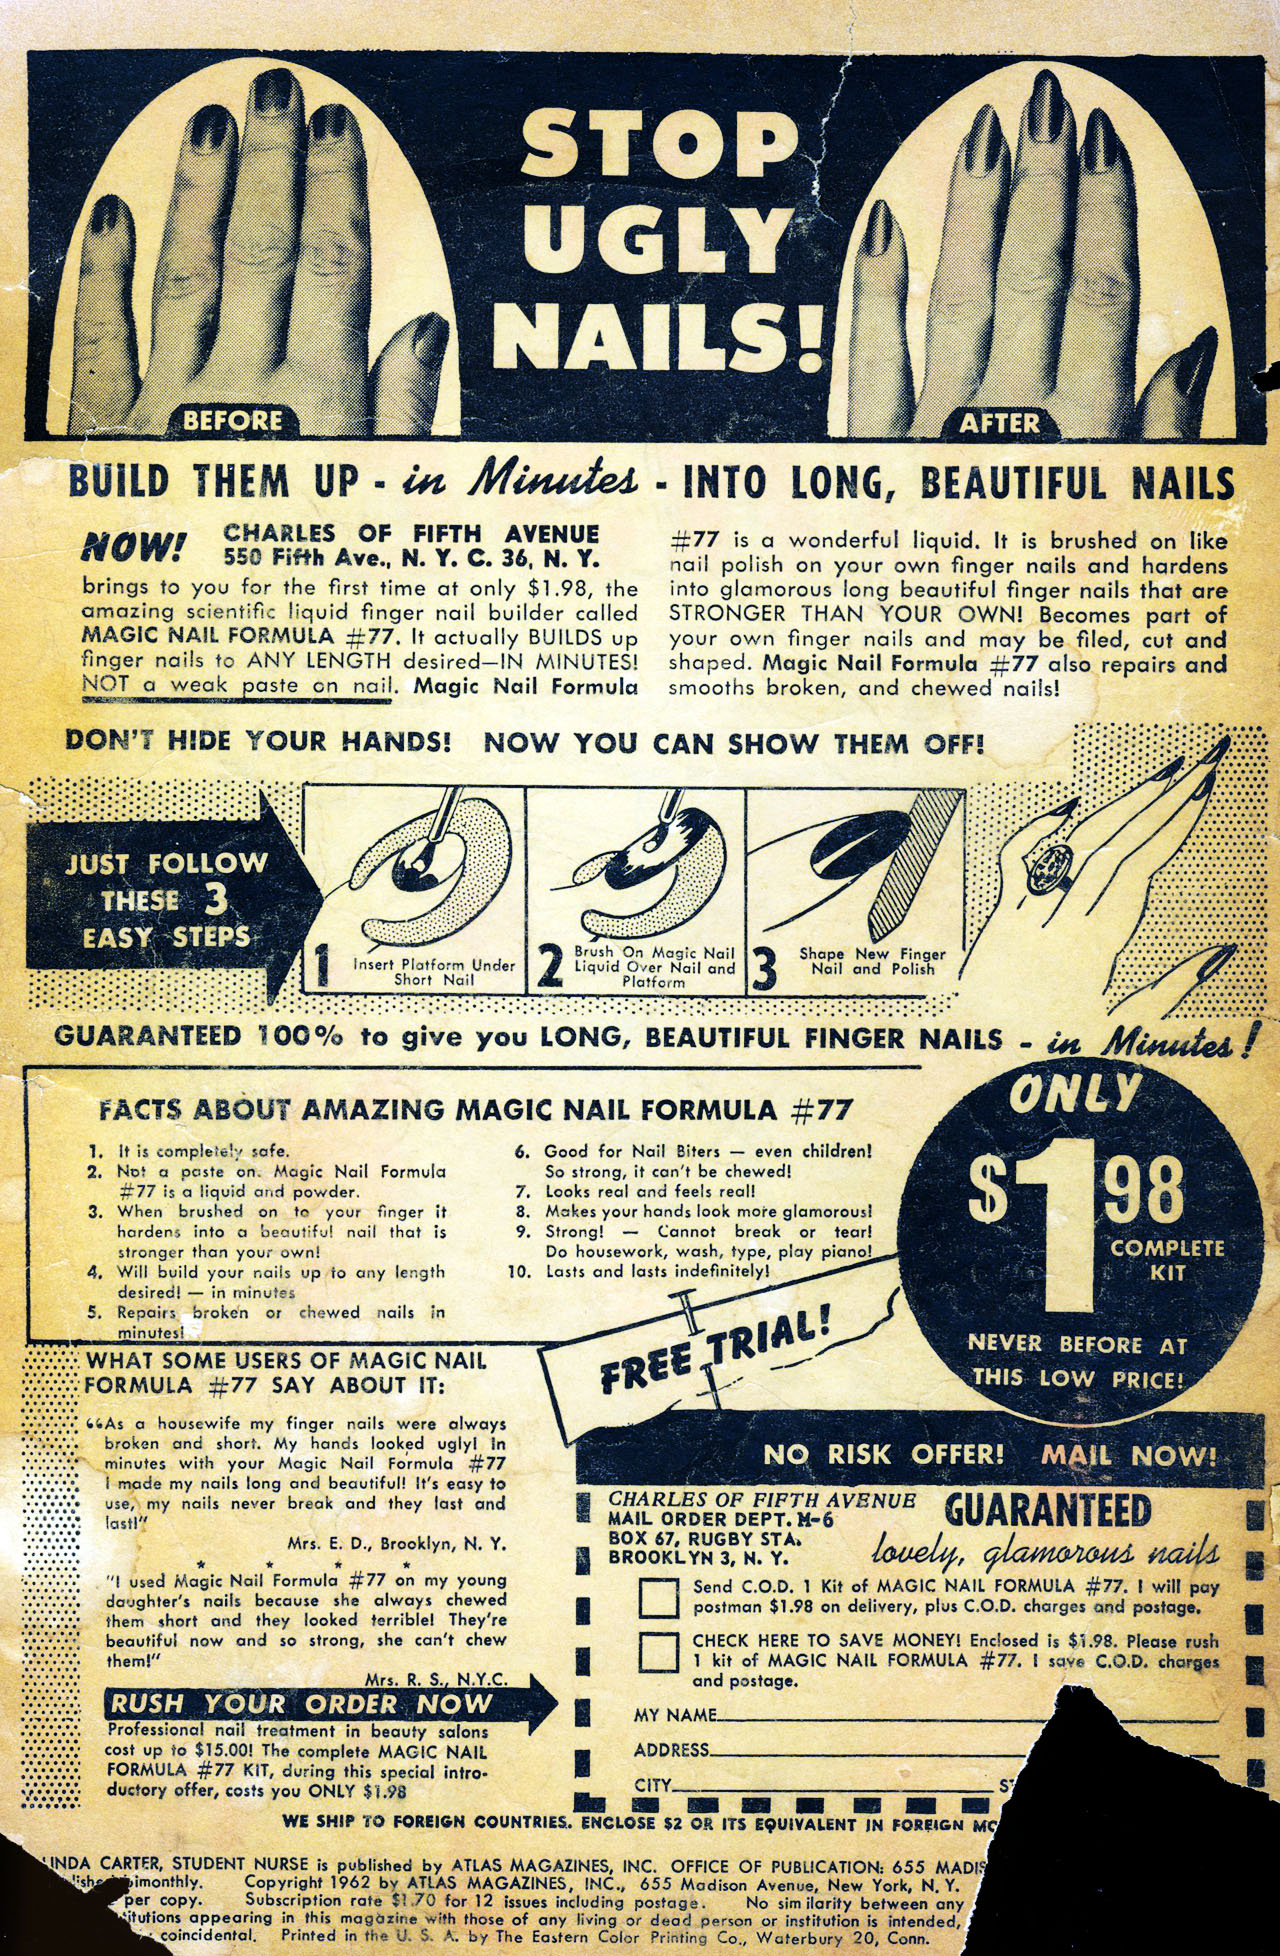 STOP
UGLY
NAILS!
BEFORE
AFTER
BUILD THEM UP - in Minutes - INTO LONG, BEAUTIFUL NAILS
NOW! CHARLES OF FIFTH AVENUE
550 Fifth Ave., N. Y. C. 36, N. Y.
brings to you for the first time at only $1.98, the
amazing scientific liquid finger nail builder called
MAGIC NAIL FORMULA #77. It actually BUILDS up
finger nails to ANY LENGTH desired—IN MINUTES!
NOT a weak paste on nail. Magic Nail Formula
#77 is a wonderful liquid. It is brushed on like
nail polish on your own finger nails and hardens
into glamorous long beautiful finger nails that are
STRONGER THAN YOUR OWN! Becomes part of
your own finger nails and may be filed, cut and
shaped. Magic Nail Formula #77 also repairs and
smooths broken, and chewed nails!
DON'T HIDE YOUR HANDS! NOW YOU CAN SHOW THEM OFF!
JUST FOLLOW
THESE 3
EASY STEPS
1 Insert Platform Under
Short Nail
2 Brush On Magic Nail
Liquid Over Nail and
Platform
3 Shape New Finger
Nail and Polish
GUARANTEED 100% to give you LONG, BEAUTIFUL FINGER NAILS - in Minutes!
FACTS ABOUT AMAZING MAGIC NAIL FORMULA #77
1. It is completely safe.
2. Not a paste on. Magic Nail Formula
#77 is a liquid and powder.
3. When brushed on to your finger it
hardens into a beautiful nail that is
stronger than your own!
4. Will build your nails up to any length
desired! — in minutes
5. Repairs broken or chewed nails in
minutes!
6. Good for Nail Biters — even children!
So strong, it can't be chewed!
7. Looks real and feels real!
8. Makes your hands look more glamorous!
9. Strong! — Cannot break or tear!
Do housework, wash, type, play piano!
10. Lasts and lasts indefinitely!
ONLY
$1.98
COMPLETE
KIT
NEVER BEFORE AT
THIS LOW PRICE!
FREE TRIAL!
WHAT SOME USERS OF MAGIC NAIL
FORMULA #77 SAY ABOUT IT:
“As a housewife my finger nails were always
broken and short. My hands looked ugly! In
minutes with your Magic Nail Formula #77
I made my nails long and beautiful! It's easy to
use, my nails never break and they last and
last!"
Mrs. E. D., Brooklyn, N. Y.
* * * *
"I used Magic Nail Formula #77 on my young
daughter's nails because she always chewed
them short and they looked terrible! They're
beautiful now and so strong, she can't chew
them!"
Mrs. R. S., N.Y.C.
RUSH YOUR ORDER NOW
Professional nail treatment in beauty salons
cost up to $15.00! The complete MAGIC NAIL
FORMULA #77 KIT, during this special intro-
ductory offer, costs you ONLY $1.98
NO RISK OFFER! MAIL NOW!
CHARLES OF FIFTH AVENUE
MAIL ORDER DEPT. M-6
BOX 67, RUGBY STA.
BROOKLYN 3, N. Y.
GUARANTEED
lovely, glamorous nails
Send C.O.D. 1 Kit of MAGIC NAIL FORMULA #77. I will pay
postman $1.98 on delivery, plus C.O.D. charges and postage.
CHECK HERE TO SAVE MONEY! Enclosed is $1.98. Please rush
1 kit of MAGIC NAIL FORMULA #77. I save C.O.D. charges
and postage.
MY NAME
ADDRESS
CITY
WE SHIP TO FOREIGN COUNTRIES. ENCLOSE $2 OR ITS EQUIVALENT IN FOREIGN
LINDA CARTER, STUDENT NURSE is published by ATLAS MAGAZINES, INC. OFFICE OF PUBLICATION: 655
bimonthly. Copyright 1962 by ATLAS MAGAZINES, INC., 655 Madison Avenue, New York, N. Y.
per copy. Subscription rate $1.70 for 12 issues including postage. No similarity between any
appearing in this magazine with those of any living or dead person or institution is intended,
coincidental. Printed in the U. S. A. by The Eastern Color Printing Co., Waterbury 20, Conn.